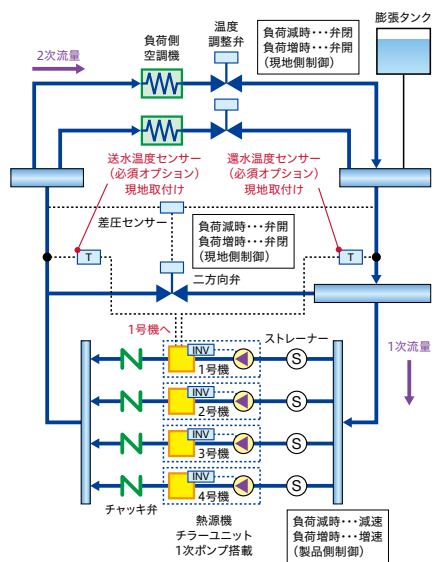 膨張タンク
2次流量
負荷側
空調機
温度
調整弁
負荷減時･･･弁閉
負荷増時･･･弁開
(現地側制御)
送水温度センサー
(必須オプション)
現地取付け
還水温度センサー
(必須オプション)
現地取付け
差圧センサー
負荷減時･･･弁開
負荷増時･･･弁閉
(現地側制御)
T
T
二方向弁
1号機へ
ストレーナー
1次流量
INV
S
1号機
INV
S
2号機
INV
S
3号機
INV
S
4号機
チャッキ弁
熱源機
チラーユニット
1次ポンプ搭載
負荷減時･･･減速
負荷増時･･･増速
(製品側制御)